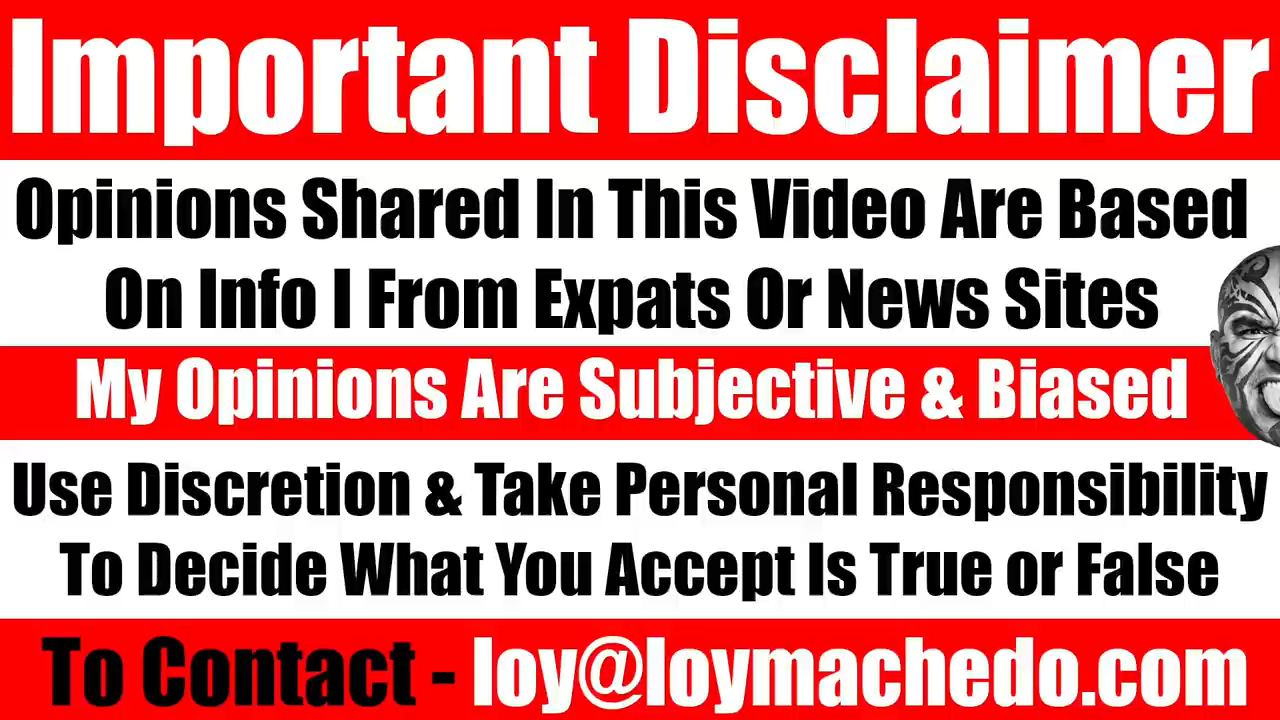 Important Disclaimer
Opinions Shared In This Video Are Based
On Info I From Expats Or News Sites
My Opinions Are Subjective & Biased
Use Discretion & Take Personal Responsibility
To Decide What You Accept Is True or False
To Contact - loy@loymachedo.com